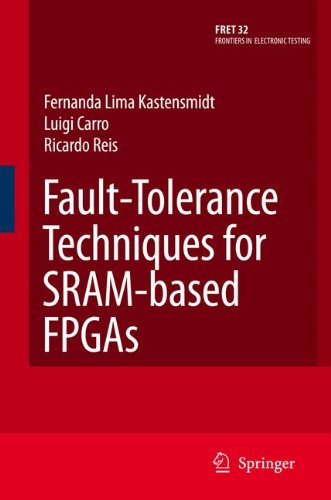 FRET 32
FRONTIERS IN ELECTRONIC TESTING
Fernanda Lima Kastensmidt
Luigi Carro
Ricardo Reis
Fault-Tolerance
Techniques for
SRAM-based
FPGAs
Springer